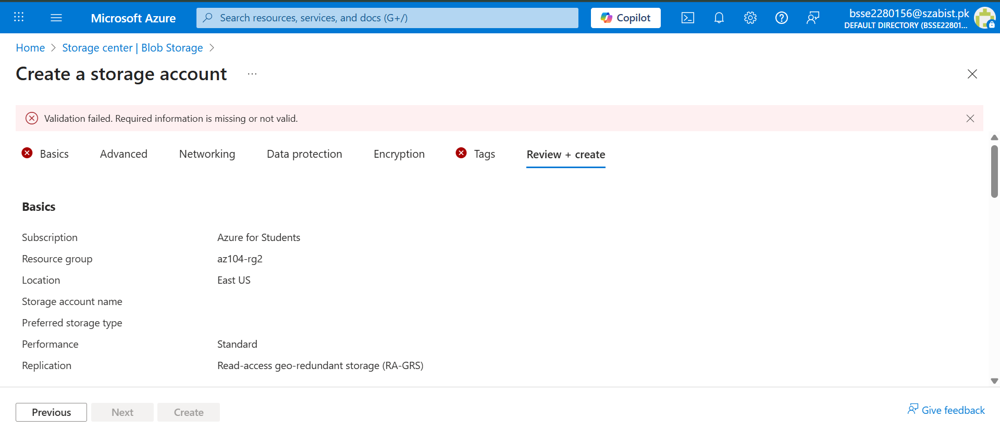 Microsoft Azure
Search resources, services, and docs (G+/)
Copilot
bsse2280156@szabist.pk
DEFAULT DIRECTORY (BSSE22801...
Home > Storage center | Blob Storage >
Create a storage account ...
Validation failed. Required information is missing or not valid.
Basics Advanced Networking Data protection Encryption Tags Review + create
Basics
Subscription Azure for Students
Resource group az104-rg2
Location East US
Storage account name
Preferred storage type
Performance Standard
Replication Read-access geo-redundant storage (RA-GRS)
Previous Next Create Give feedback